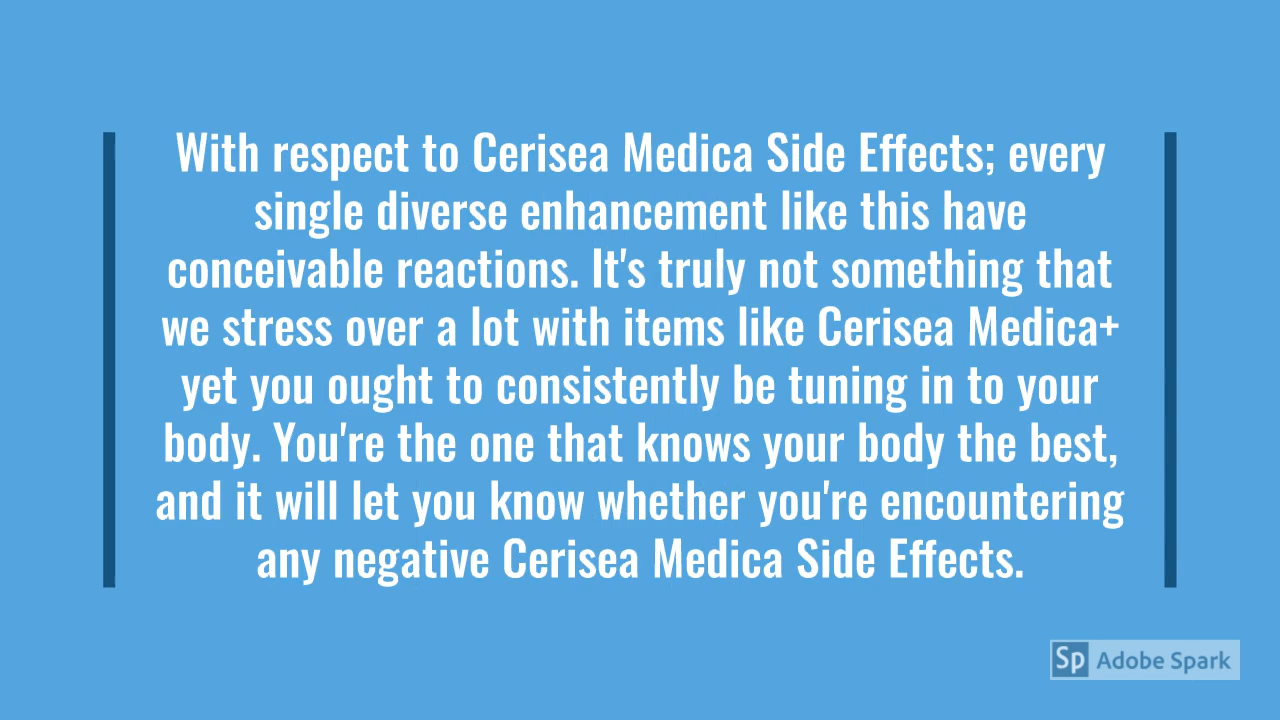 With respect to Cerisea Medica Side Effects; every
single diverse enhancement like this have
conceivable reactions. It's truly not something that
we stress over a lot with items like Cerisea Medica+
yet you ought to consistently be tuning in to your
body. You're the one that knows your body the best,
and it will let you know whether you're encountering
any negative Cerisea Medica Side Effects.
Sp Adobe Spark